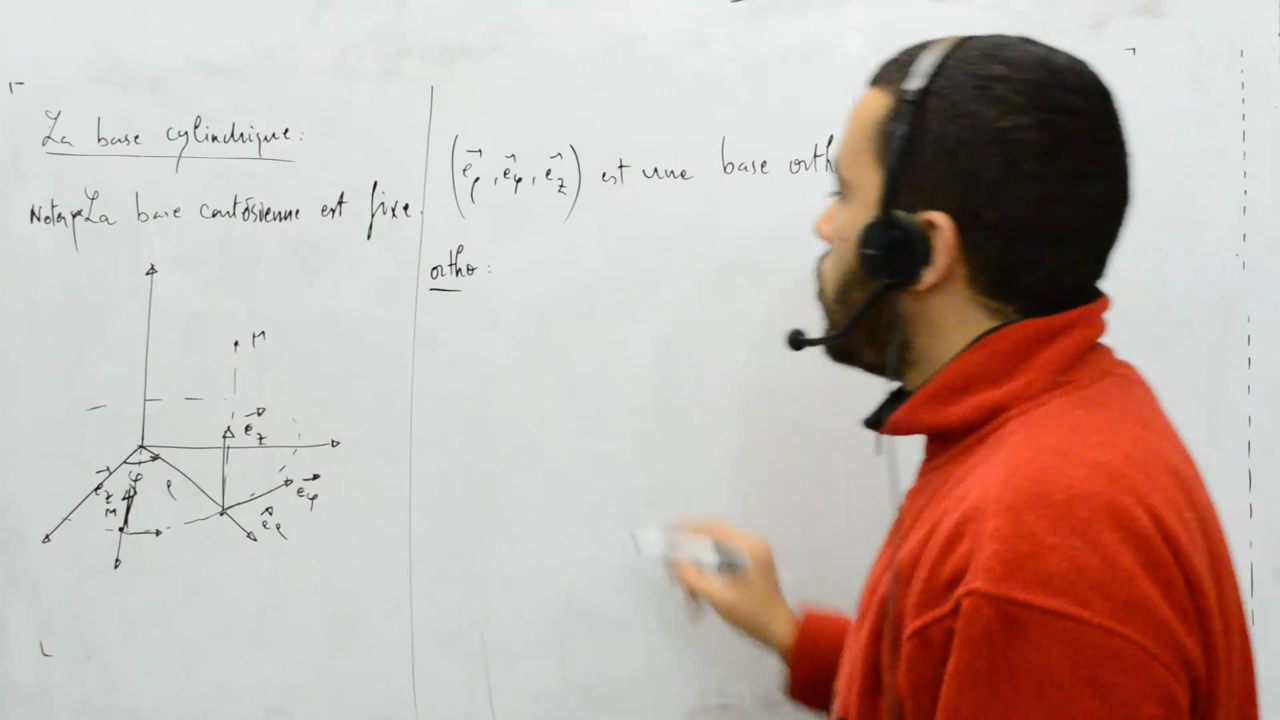 La base cylindrique :
La base cartésienne est fixe.
M
e_z
φ
ρ
e_z
e_φ
M
e_ρ
(e_ρ, e_φ, e_z) est une base orth
ortho :